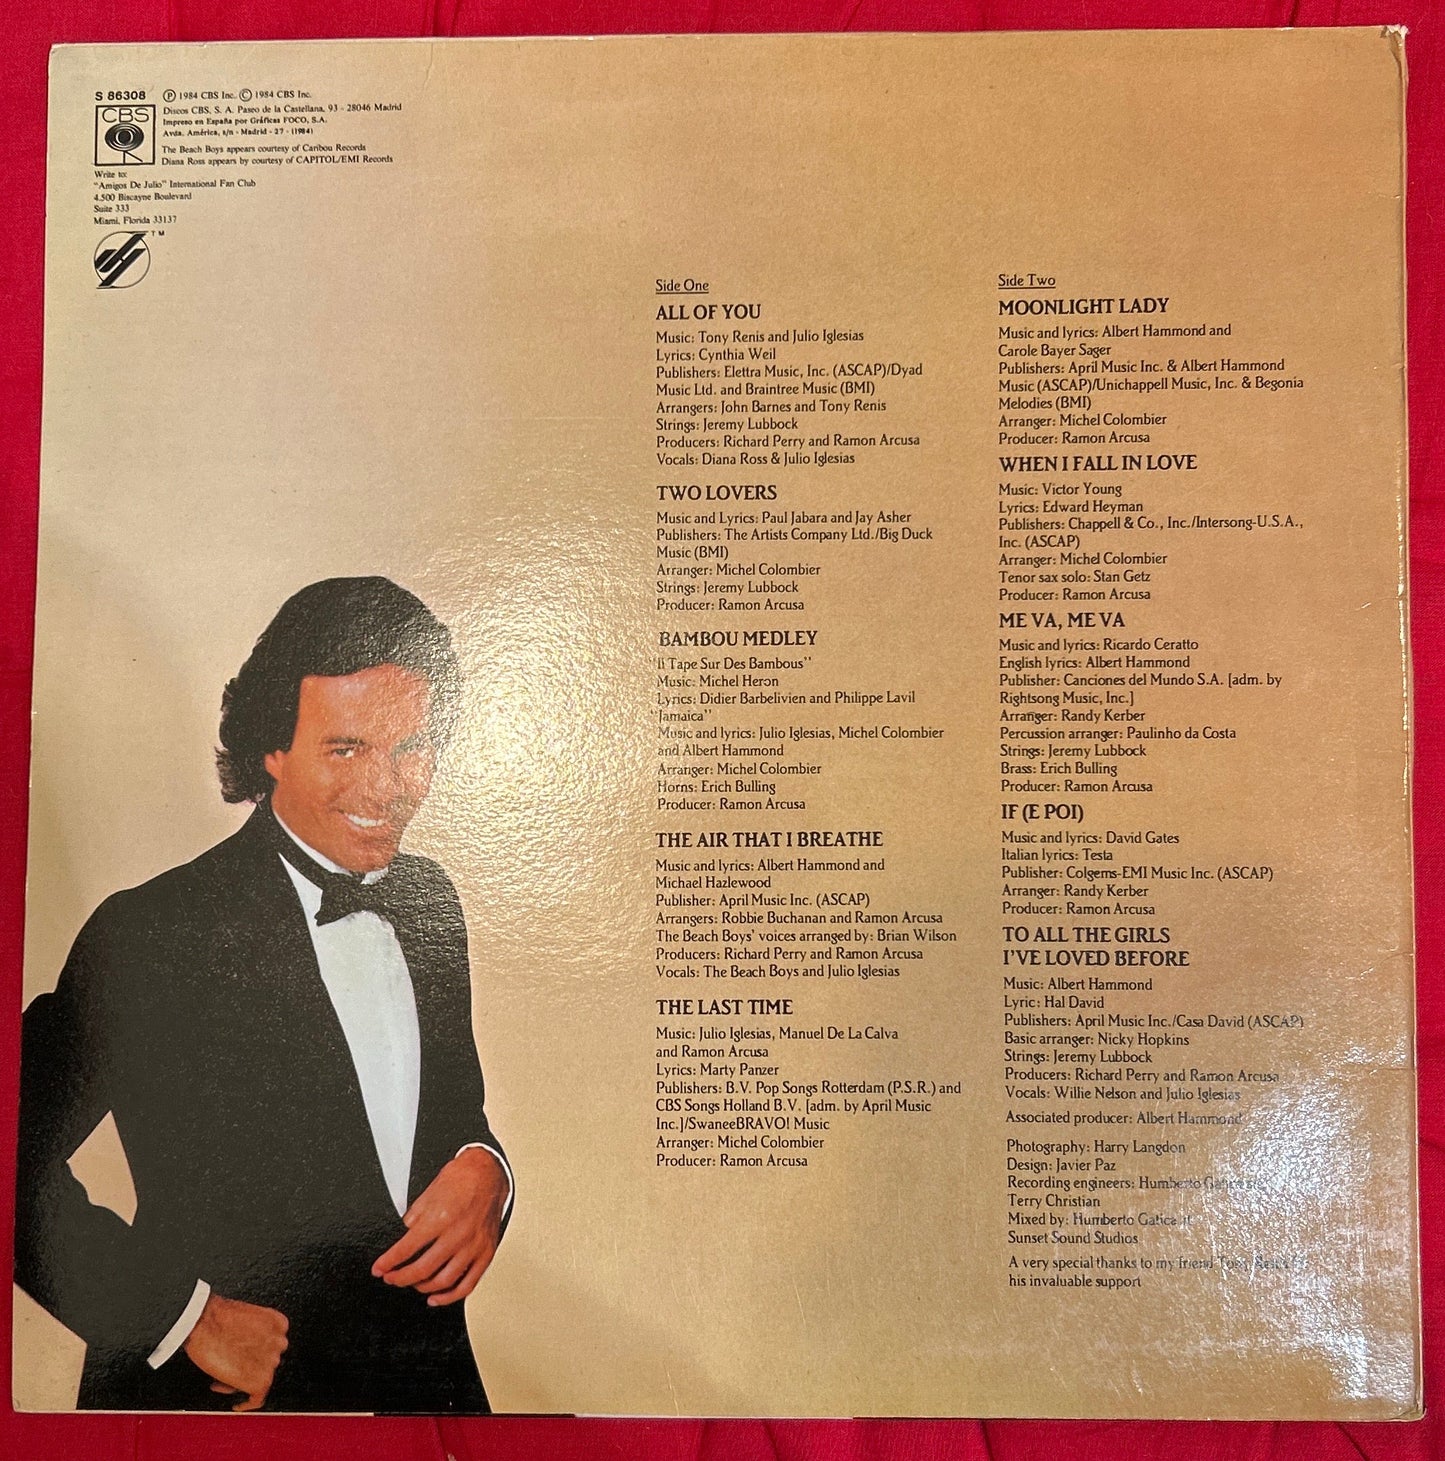 S 86308
Ⓟ 1984 CBS Inc. Ⓒ 1984 CBS Inc.
CBS
Discos CBS, S. A. Paseo de la Castellana, 93 - 28046 Madrid
Impreso en España por Gráficas FOCO, S.A.
Avda. América, s/n - Madrid - 27 - (1984)
The Beach Boys appears courtesy of Caribou Records
Diana Ross appears by courtesy of CAPITOL/EMI Records
Write to:
"Amigos De Julio" International Fan Club
4.500 Biscayne Boulevard
Suite 333
Miami, Florida 33137
TM
Side One
ALL OF YOU
Music: Tony Renis and Julio Iglesias
Lyrics: Cynthia Weil
Publishers: Elettra Music, Inc. (ASCAP)/Dyad
Music Ltd. and Braintree Music (BMI)
Arrangers: John Barnes and Tony Renis
Strings: Jeremy Lubbock
Producers: Richard Perry and Ramon Arcusa
Vocals: Diana Ross & Julio Iglesias
TWO LOVERS
Music and Lyrics: Paul Jabara and Jay Asher
Publishers: The Artists Company Ltd./Big Duck
Music (BMI)
Arranger: Michel Colombier
Strings: Jeremy Lubbock
Producer: Ramon Arcusa
BAMBOU MEDLEY
"Il Tape Sur Des Bambous"
Music: Michel Heron
Lyrics: Didier Barbelivien and Philippe Lavil
"Jamaica"
Music and lyrics: Julio Iglesias, Michel Colombier
and Albert Hammond
Arranger: Michel Colombier
Horns: Erich Bulling
Producer: Ramon Arcusa
THE AIR THAT I BREATHE
Music and lyrics: Albert Hammond and
Michael Hazlewood
Publisher: April Music Inc. (ASCAP)
Arrangers: Robbie Buchanan and Ramon Arcusa
The Beach Boys' voices arranged by: Brian Wilson
Producers: Richard Perry and Ramon Arcusa
Vocals: The Beach Boys and Julio Iglesias
THE LAST TIME
Music: Julio Iglesias, Manuel De La Calva
and Ramon Arcusa
Lyrics: Marty Panzer
Publishers: B.V. Pop Songs Rotterdam (P.S.R.) and
CBS Songs Holland B.V. [adm. by April Music
Inc.]/SwaneeBRAVO! Music
Arranger: Michel Colombier
Producer: Ramon Arcusa
Side Two
MOONLIGHT LADY
Music and lyrics: Albert Hammond and
Carole Bayer Sager
Publishers: April Music Inc. & Albert Hammond
Music (ASCAP)/Unichappell Music, Inc. & Begonia
Melodies (BMI)
Arranger: Michel Colombier
Producer: Ramon Arcusa
WHEN I FALL IN LOVE
Music: Victor Young
Lyrics: Edward Heyman
Publishers: Chappell & Co., Inc./Intersong-U.S.A.,
Inc. (ASCAP)
Arranger: Michel Colombier
Tenor sax solo: Stan Getz
Producer: Ramon Arcusa
ME VA, ME VA
Music and lyrics: Ricardo Ceratto
English lyrics: Albert Hammond
Publisher: Canciones del Mundo S.A. [adm. by
Rightsong Music, Inc.]
Arranger: Randy Kerber
Percussion arranger: Paulinho da Costa
Strings: Jeremy Lubbock
Brass: Erich Bulling
Producer: Ramon Arcusa
IF (E POI)
Music and lyrics: David Gates
Italian lyrics: Testa
Publisher: Colgems-EMI Music Inc. (ASCAP)
Arranger: Randy Kerber
Producer: Ramon Arcusa
TO ALL THE GIRLS
I'VE LOVED BEFORE
Music: Albert Hammond
Lyric: Hal David
Publishers: April Music Inc./Casa David (ASCAP)
Basic arranger: Nicky Hopkins
Strings: Jeremy Lubbock
Producers: Richard Perry and Ramon Arcusa
Vocals: Willie Nelson and Julio Iglesias
Associated producer: Albert Hammond
Photography: Harry Langdon
Design: Javier Paz
Recording engineers: Humberto Gatica
Terry Christian
Mixed by: Humberto Gatica at
Sunset Sound Studios
A very special thanks to my friend Tony Renis
his invaluable support